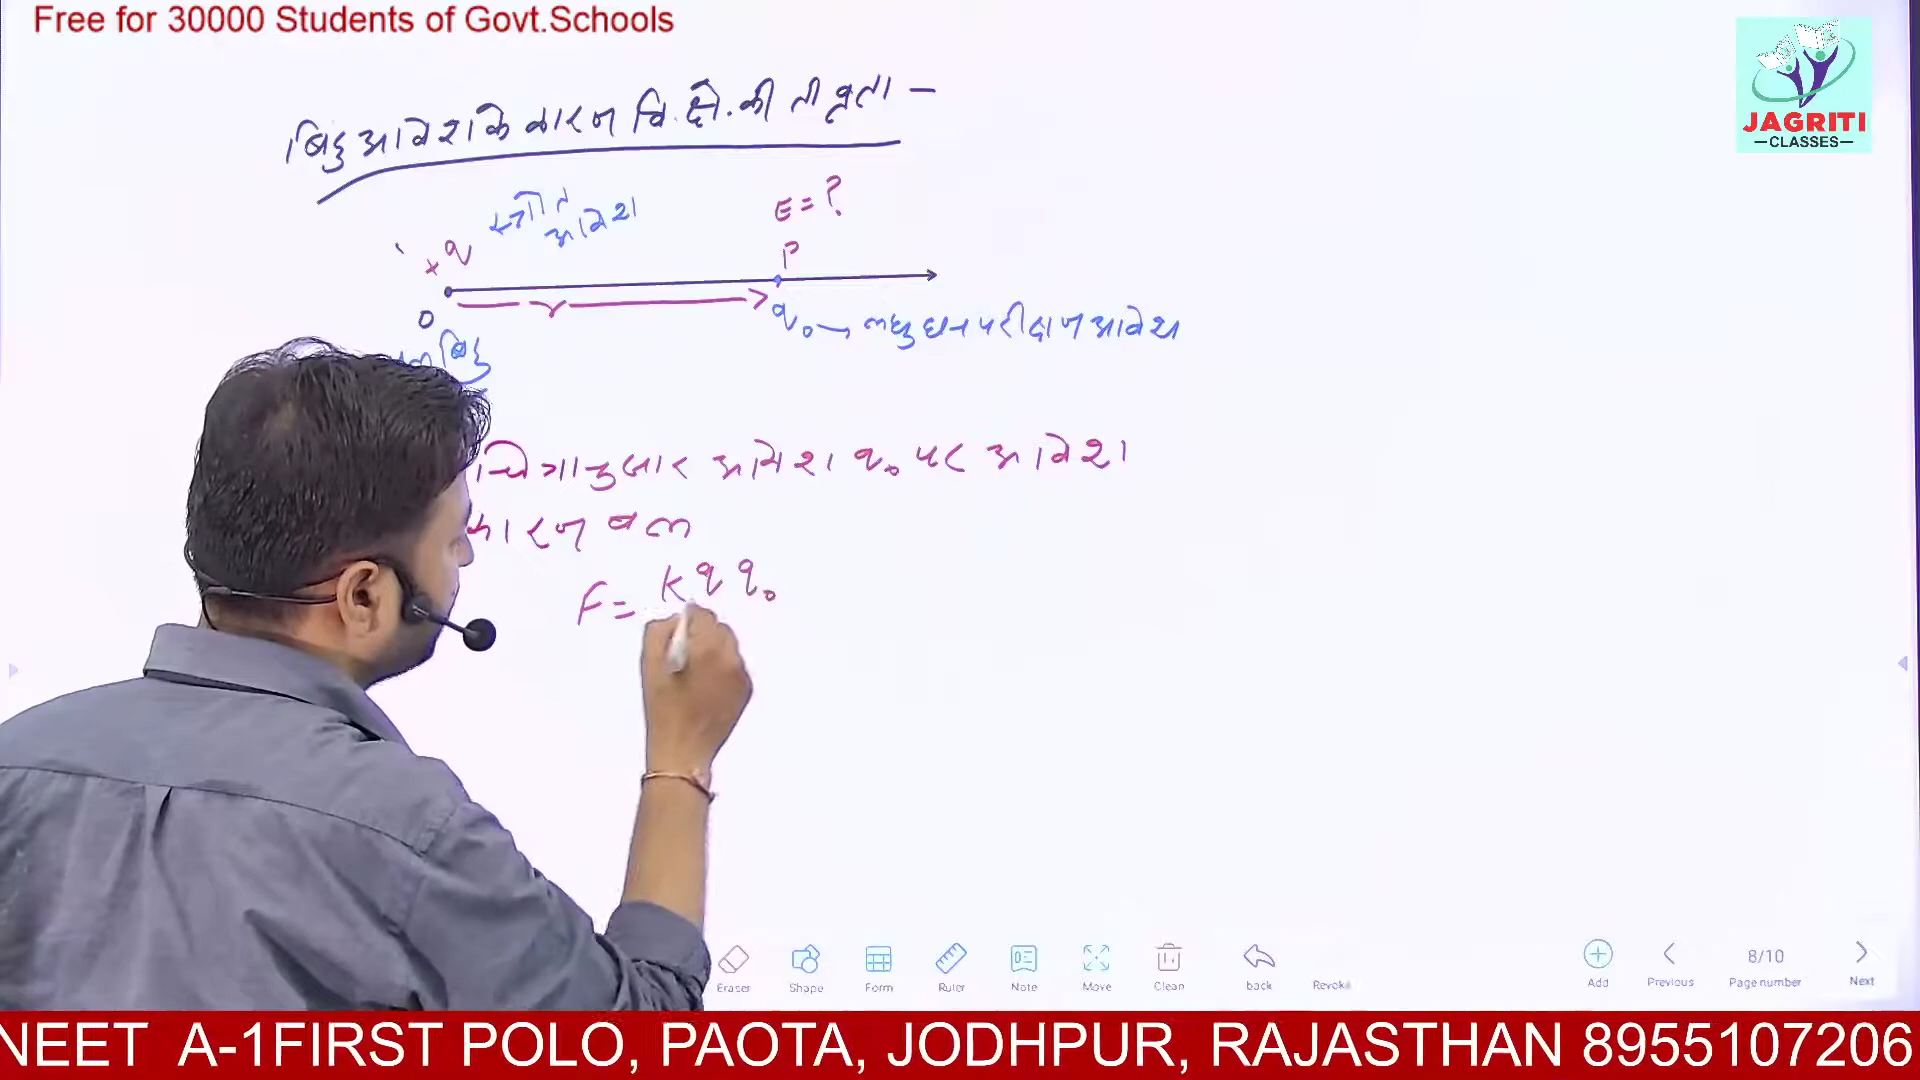 Free for 30000 Students of Govt.Schools
बिंदु आवेश के कारण वि. क्षे. की तीव्रता –
स्त्रोत
आवेश
E = ?
+q
P
O
r
q₀ → लघु धन परीक्षण आवेश
बिंदु
चित्रानुसार आवेश q₀ पर आवेश
कारण बल
F = K q q₀
JAGRITI
—CLASSES—
Eraser Shape Form Ruler Note Move Clean back Revoke
Add Previous 8/10 Page number Next
NEET A-1FIRST POLO, PAOTA, JODHPUR, RAJASTHAN 8955107206